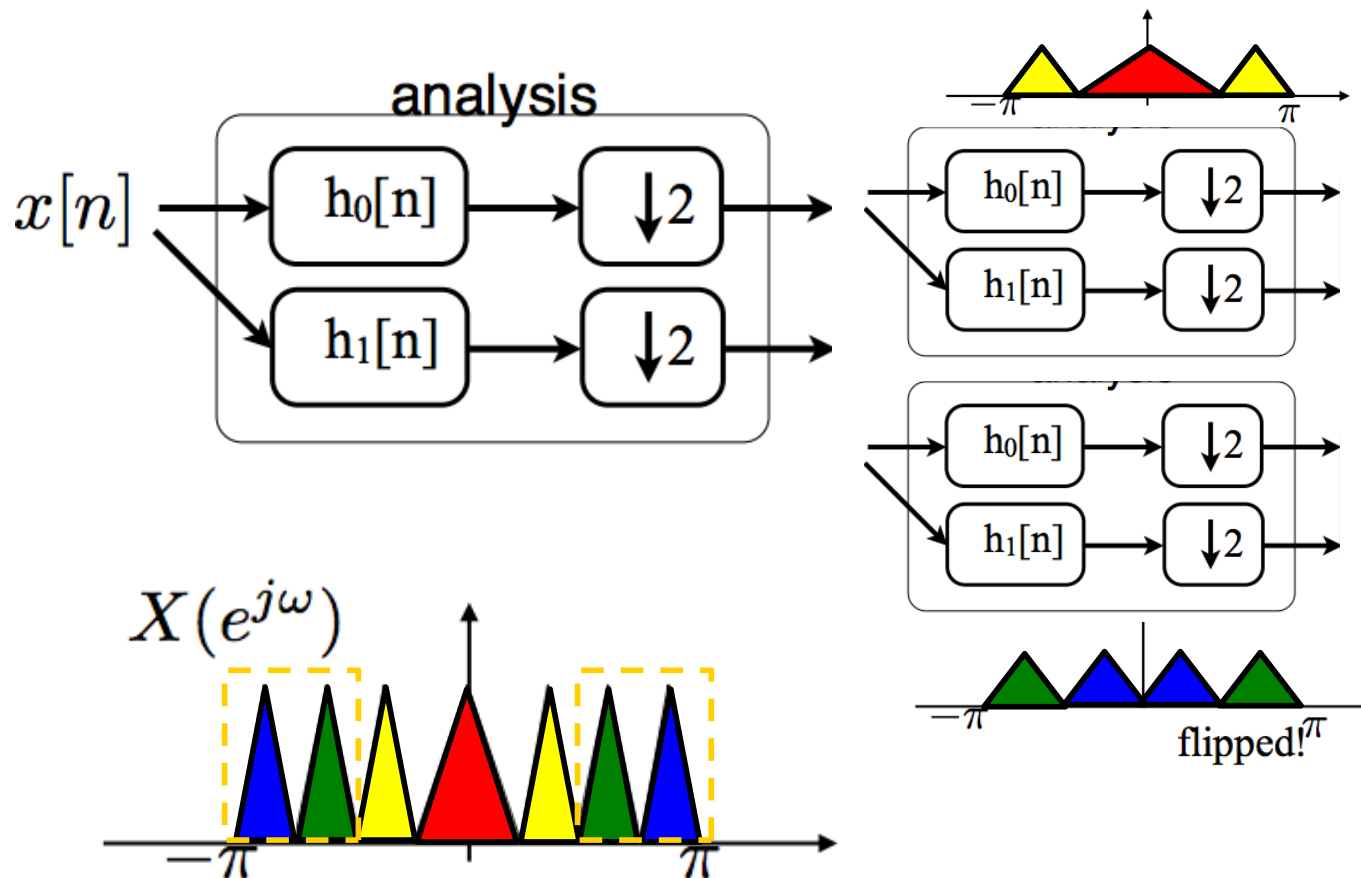 analysis
x[n]
h₀[n]
↓2
h₁[n]
↓2
X(e^{jω})
−π
π
−π
π
h₀[n]
↓2
h₁[n]
↓2
h₀[n]
↓2
h₁[n]
↓2
−π
π
flipped!